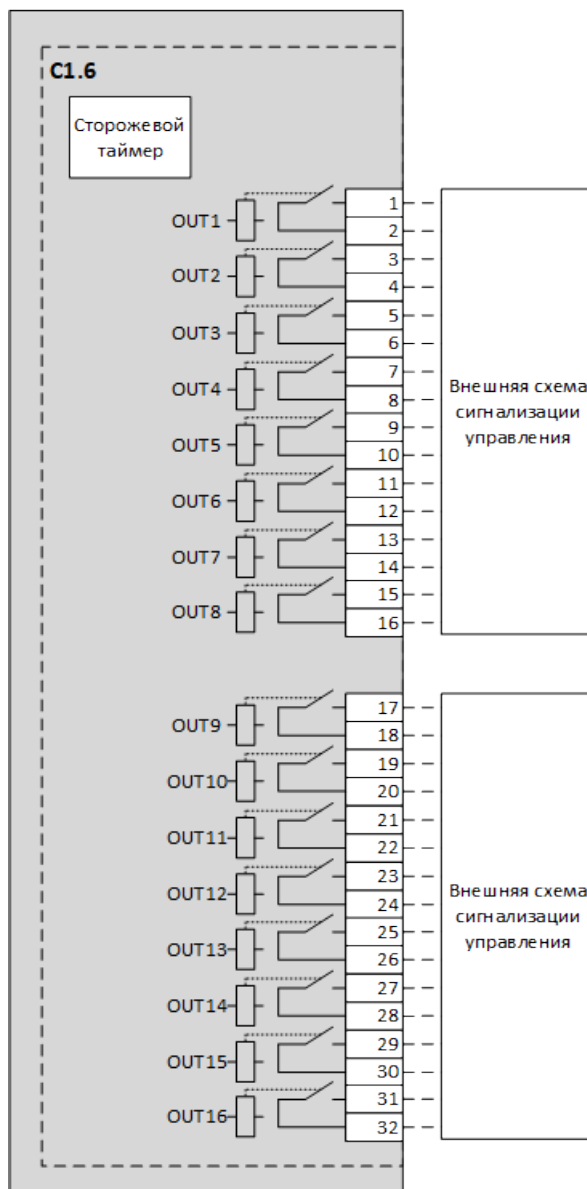 C1.6
Сторожевой
таймер
OUT1
1
2
OUT2
3
4
OUT3
5
6
OUT4
7
8
OUT5
9
10
OUT6
11
12
OUT7
13
14
OUT8
15
16
Внешняя схема
сигнализации
управления
OUT9
17
18
OUT10
19
20
OUT11
21
22
OUT12
23
24
OUT13
25
26
OUT14
27
28
OUT15
29
30
OUT16
31
32
Внешняя схема
сигнализации
управления